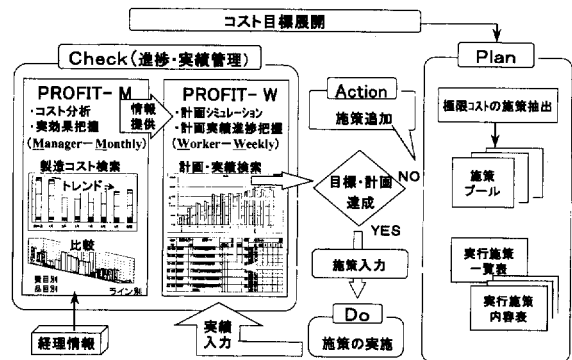 コスト目標展開
Check(進捗・実績管理)
PROFIT-M
・コスト分析
・実効果把握
(Manager-Monthly)
製造コスト検索
トレンド
比較
費目別
品目別
ライン別
経理情報
情報
提供
PROFIT-W
・計画シミュレーション
・計画実績進捗把握
(Worker-Weekly)
計画・実績検索
実績
入力
Action
施策追加
目標・計画
達成
NO
YES
施策入力
Do
施策の実施
Plan
極限コストの施策抽出
施策
プール
実行施策
一覧表
実行施策
内容表